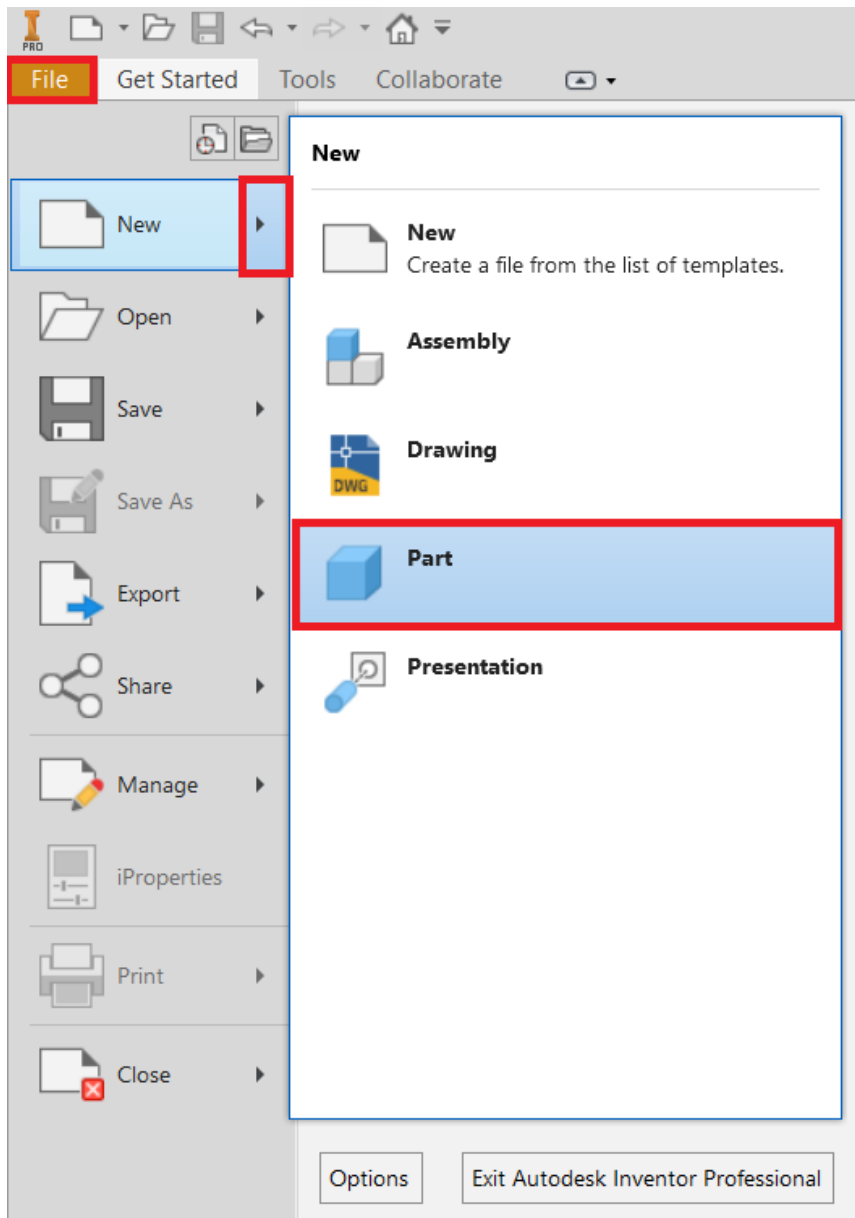 PRO
File Get Started Tools Collaborate
New
New
New
Create a file from the list of templates.
Open
Assembly
Save
Drawing
DWG
Save As
Part
Export
Presentation
Share
Manage
iProperties
Print
Close
Options Exit Autodesk Inventor Professional